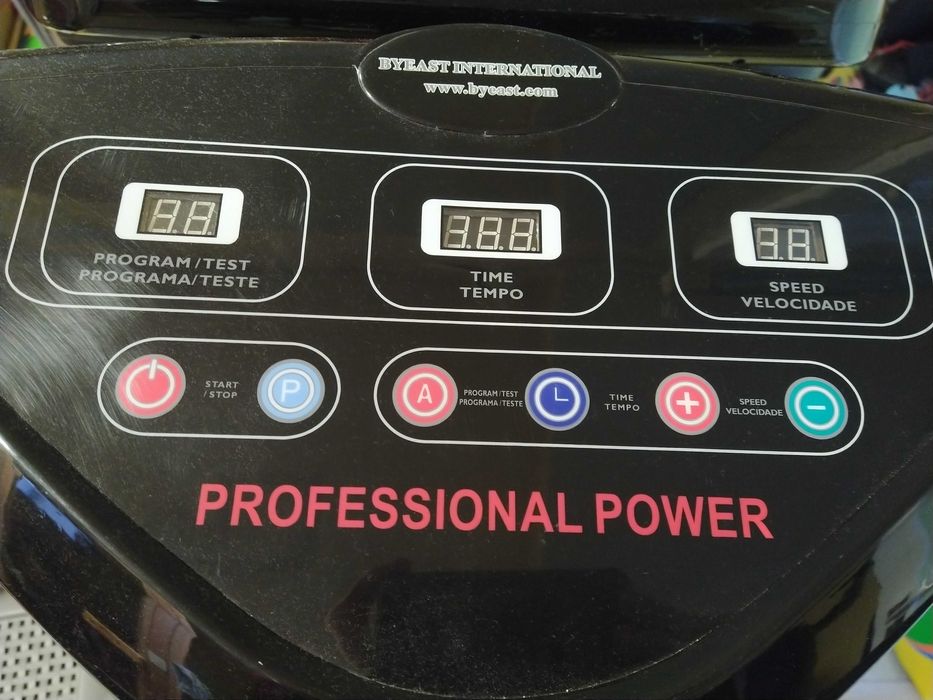 BYEAST INTERNATIONAL
www.byeast.com
PROGRAM/TEST
PROGRAMA/TESTE
TIME
TEMPO
SPEED
VELOCIDADE
START
/STOP
P
A
PROGRAM/TEST
PROGRAMA/TESTE
TIME
TEMPO
SPEED
VELOCIDADE
PROFESSIONAL POWER